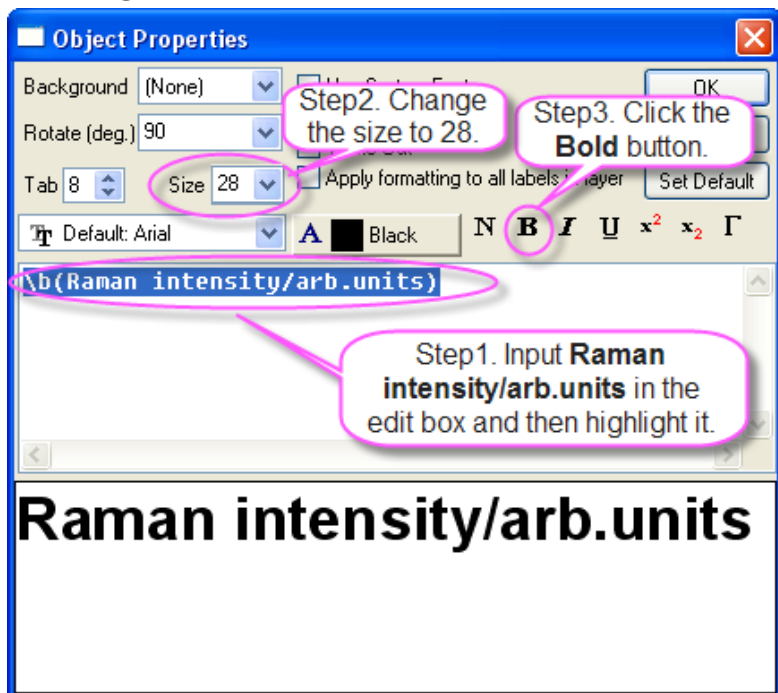 Object Properties
Background (None)
OK
Step2. Change
the size to 28.
Step3. Click the
Bold button.
Rotate (deg.) 90
Tab 8 Size 28 Apply formatting to all labels layer Set Default
Default: Arial A Black N B I U x² x₂ Γ
\b(Raman intensity/arb.units)
Step1. Input Raman
intensity/arb.units in the
edit box and then highlight it.
Raman intensity/arb.units